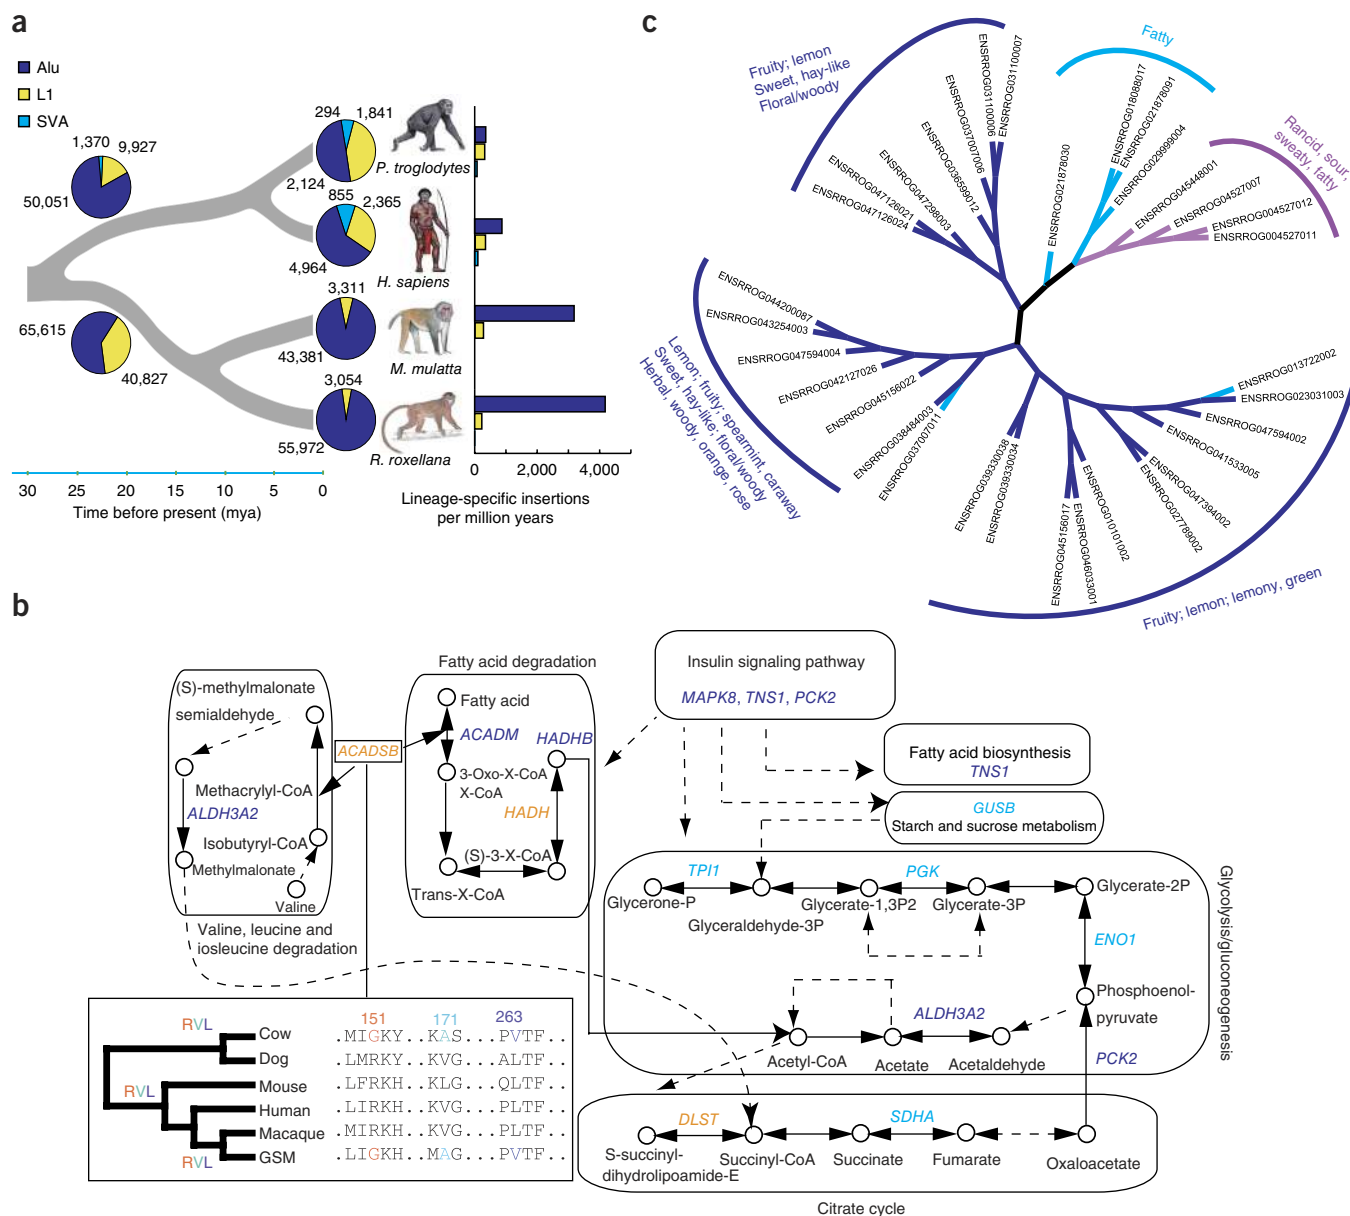 a
Alu
L1
SVA
1,370
9,927
50,051
65,615
40,827
294
1,841
2,124
P. troglodytes
855
2,365
4,964
H. sapiens
3,311
43,381
M. mulatta
3,054
55,972
R. roxellana
30
25
20
15
10
5
0
Time before present (mya)
0
2,000
4,000
Lineage-specific insertions
per million years
c
Fruity; lemon
Sweet, hay-like
Floral/woody
Fatty
Rancid, sour,
sweaty, fatty
ENSRROG047126024
ENSRROG047126021
ENSRROG047298003
ENSRROG036599012
ENSRROG037007006
ENSRROG031100006
ENSRROG031100007
ENSRROG021878030
ENSRROG018088017
ENSRROG021878091
ENSRROG029999004
ENSRROG045448001
ENSRROG04527007
ENSRROG004527012
ENSRROG004527011
ENSRROG044200087
ENSRROG043254003
ENSRROG047594004
ENSRROG042127026
ENSRROG045156022
ENSRROG038484003
ENSRROG037007011
Lemon; fruity; spearmint, caraway
Sweet, hay-like; floral/woody
Herbal, woody, orange, rose
ENSRROG039330038
ENSRROG039330034
ENSRROG045156017
ENSRROG046033001
ENSRROG010101002
ENSRROG027789002
ENSRROG047394002
ENSRROG041533005
ENSRROG047594002
ENSRROG023031003
ENSRROG013722002
Fruity; lemon; lemony, green
b
(S)-methylmalonate
semialdehyde
Methacrylyl-CoA
ALDH3A2
Isobutyryl-CoA
Methylmalonate
Valine
Valine, leucine and
iosleucine degradation
ACADSB
Fatty acid degradation
Fatty acid
ACADM
HADHB
3-Oxo-X-CoA
X-CoA
HADH
(S)-3-X-CoA
Trans-X-CoA
Insulin signaling pathway
MAPK8, TNS1, PCK2
Fatty acid biosynthesis
TNS1
GUSB
Starch and sucrose metabolism
TPI1
PGK
Glycerone-P
Glyceraldehyde-3P
Glycerate-1,3P2
Glycerate-3P
Glycerate-2P
ENO1
Phosphoenol-
pyruvate
ALDH3A2
Acetyl-CoA
Acetate
Acetaldehyde
PCK2
Glycolysis/gluconeogenesis
DLST
SDHA
S-succinyl-
dihydrolipoamide-E
Succinyl-CoA
Succinate
Fumarate
Oxaloacetate
Citrate cycle
151
171
263
RVL
RVL
RVL
Cow .MIGKY..KAS...PVTF..
Dog .LMRKY..KVG...ALTF..
Mouse .LFRKH..KLG...QLTF..
Human .LIRKH..KVG...PLTF..
Macaque .MIRKH..KVG...PLTF..
GSM .LIGKH..MAG...PVTF..